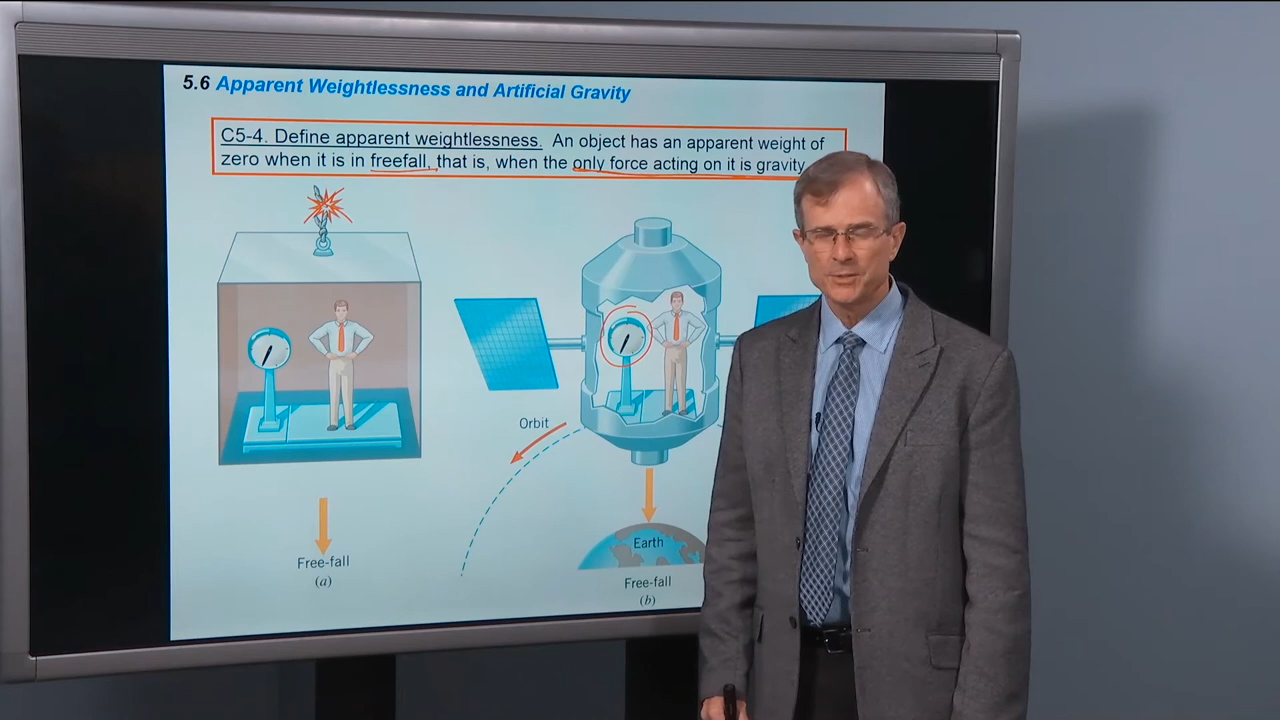 5.6 Apparent Weightlessness and Artificial Gravity
C5-4. Define apparent weightlessness. An object has an apparent weight of
zero when it is in freefall, that is, when the only force acting on it is gravity
Orbit
Earth
Free-fall
(a)
Free-fall
(b)